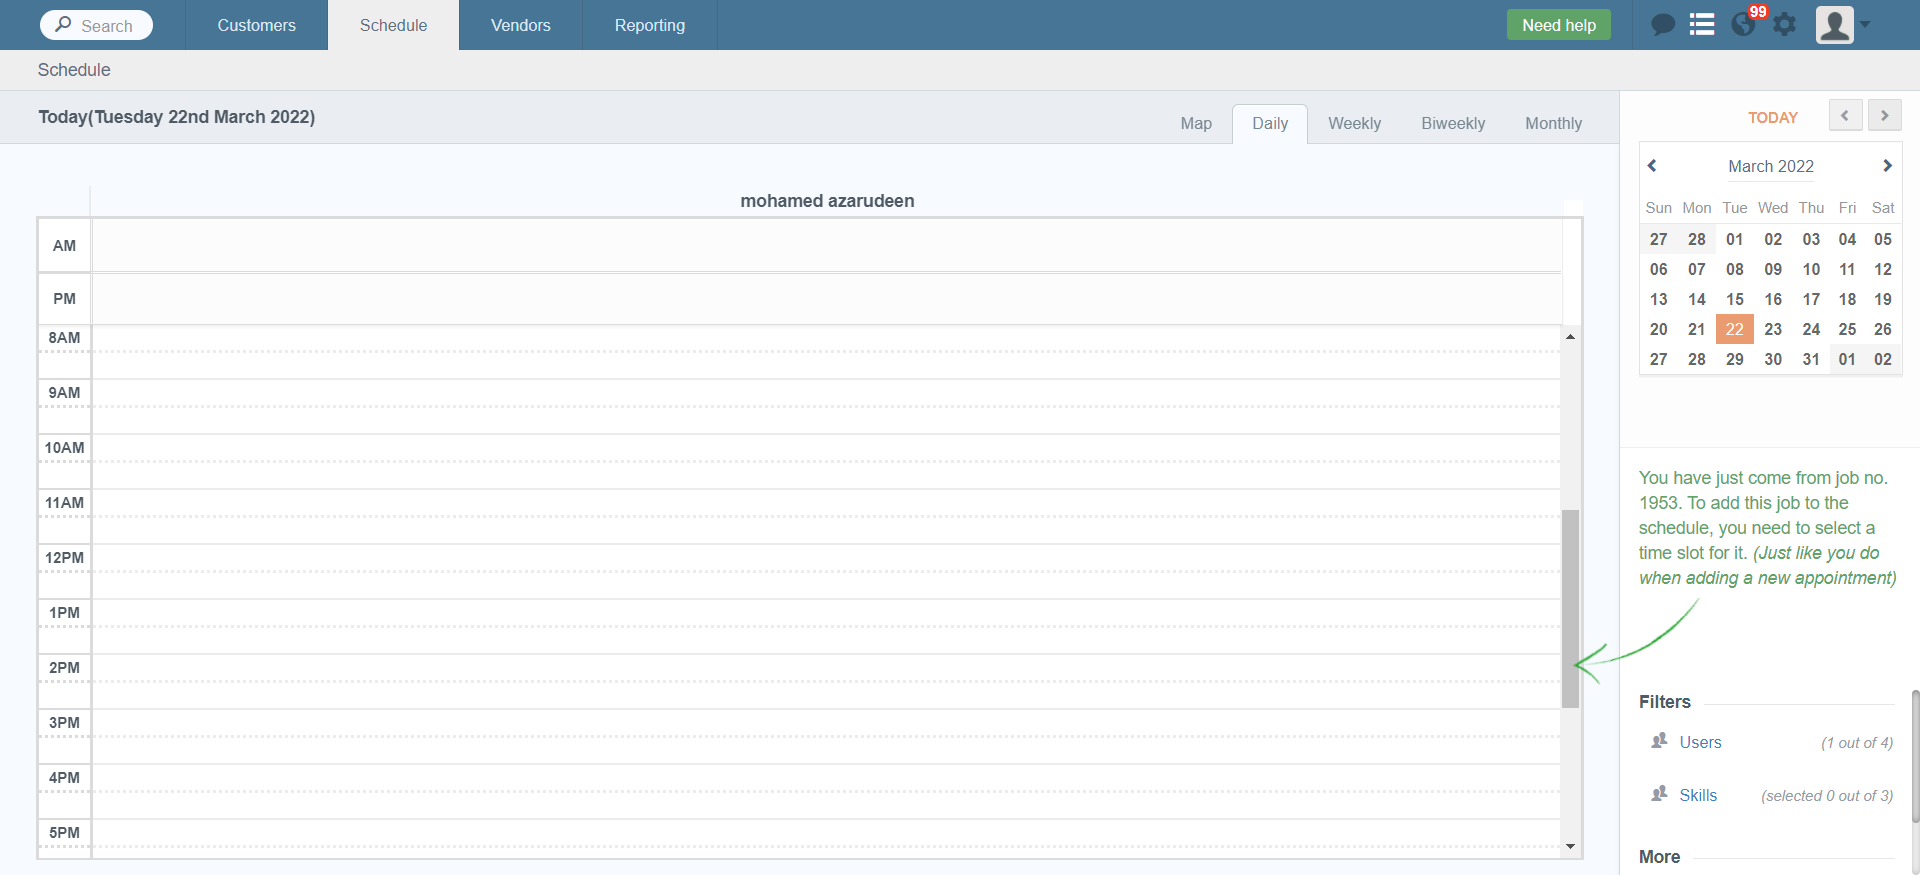 Search Customers Schedule Vendors Reporting Need help 99
Schedule
Today(Tuesday 22nd March 2022)
Map Daily Weekly Biweekly Monthly
mohamed azarudeen
AM
PM
8AM
9AM
10AM
11AM
12PM
1PM
2PM
3PM
4PM
5PM
TODAY
March 2022
Sun Mon Tue Wed Thu Fri Sat
27 28 01 02 03 04 05
06 07 08 09 10 11 12
13 14 15 16 17 18 19
20 21 22 23 24 25 26
27 28 29 30 31 01 02
You have just come from job no.
1953. To add this job to the
schedule, you need to select a
time slot for it. (Just like you do
when adding a new appointment)
Filters
Users (1 out of 4)
Skills (selected 0 out of 3)
More